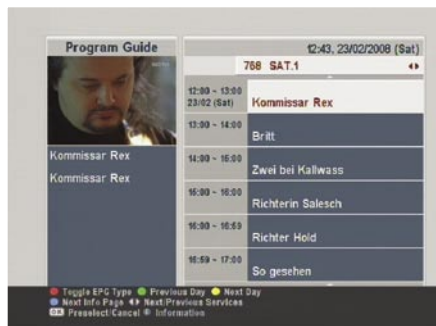 Program Guide
12:43, 23/02/2008 (Sat)
768 SAT.1
12:00 ~ 13:00
23/02 (Sat)
Kommissar Rex
13:00 ~ 14:00
Britt
14:00 ~ 15:00
Zwei bei Kallwass
15:00 ~ 16:00
Richterin Salesch
16:00 ~ 16:59
Richter Hold
16:59 ~ 17:00
So gesehen
Kommissar Rex
Kommissar Rex
Toggle EPG Type Previous Day Next Day
Next Info Page Next/Previous Services
OK Preselect/Cancel Information